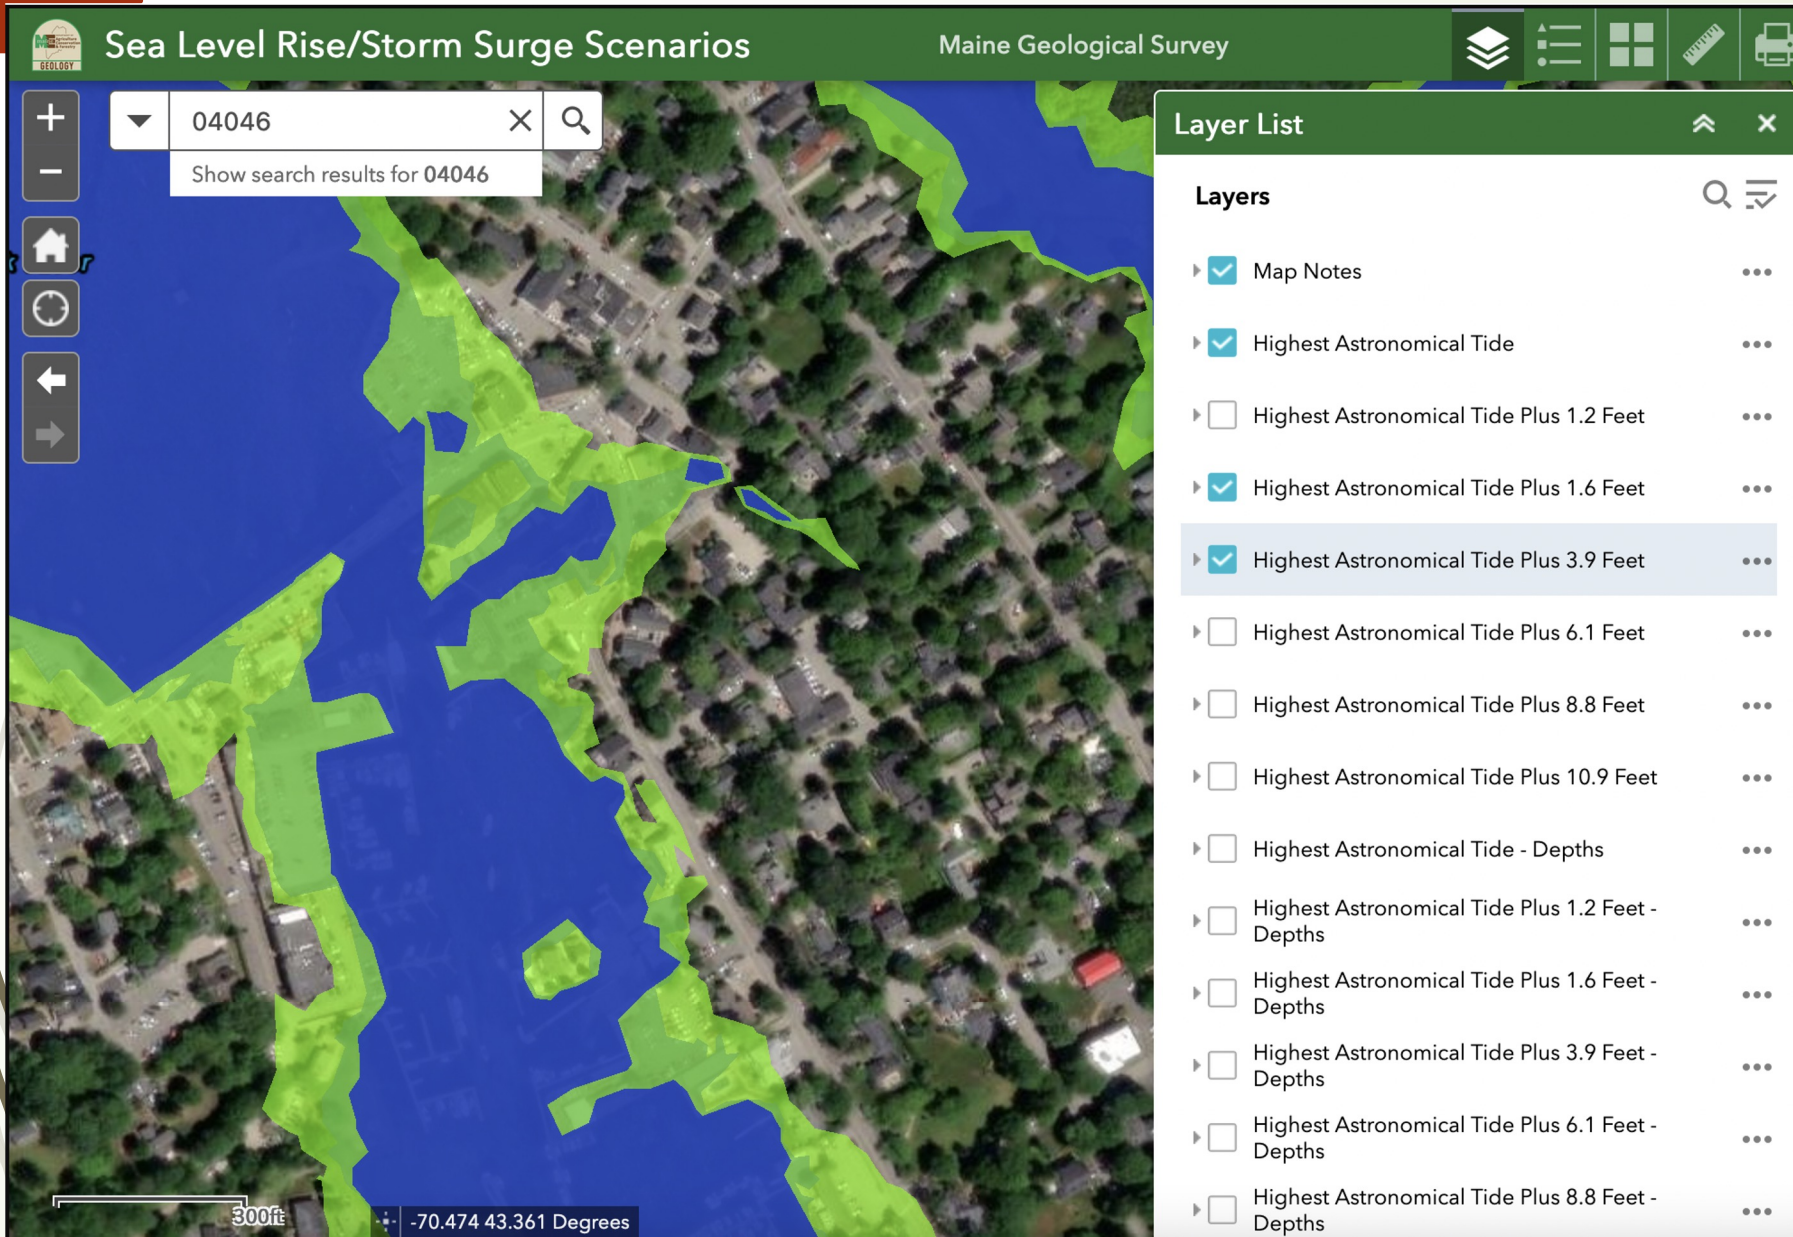 GEOLOGY
Sea Level Rise/Storm Surge Scenarios
Maine Geological Survey
04046
Show search results for 04046
Layer List
Layers
Map Notes
Highest Astronomical Tide
Highest Astronomical Tide Plus 1.2 Feet
Highest Astronomical Tide Plus 1.6 Feet
Highest Astronomical Tide Plus 3.9 Feet
Highest Astronomical Tide Plus 6.1 Feet
Highest Astronomical Tide Plus 8.8 Feet
Highest Astronomical Tide Plus 10.9 Feet
Highest Astronomical Tide - Depths
Highest Astronomical Tide Plus 1.2 Feet -
Depths
Highest Astronomical Tide Plus 1.6 Feet -
Depths
Highest Astronomical Tide Plus 3.9 Feet -
Depths
Highest Astronomical Tide Plus 6.1 Feet -
Depths
Highest Astronomical Tide Plus 8.8 Feet -
Depths
300ft
-70.474 43.361 Degrees